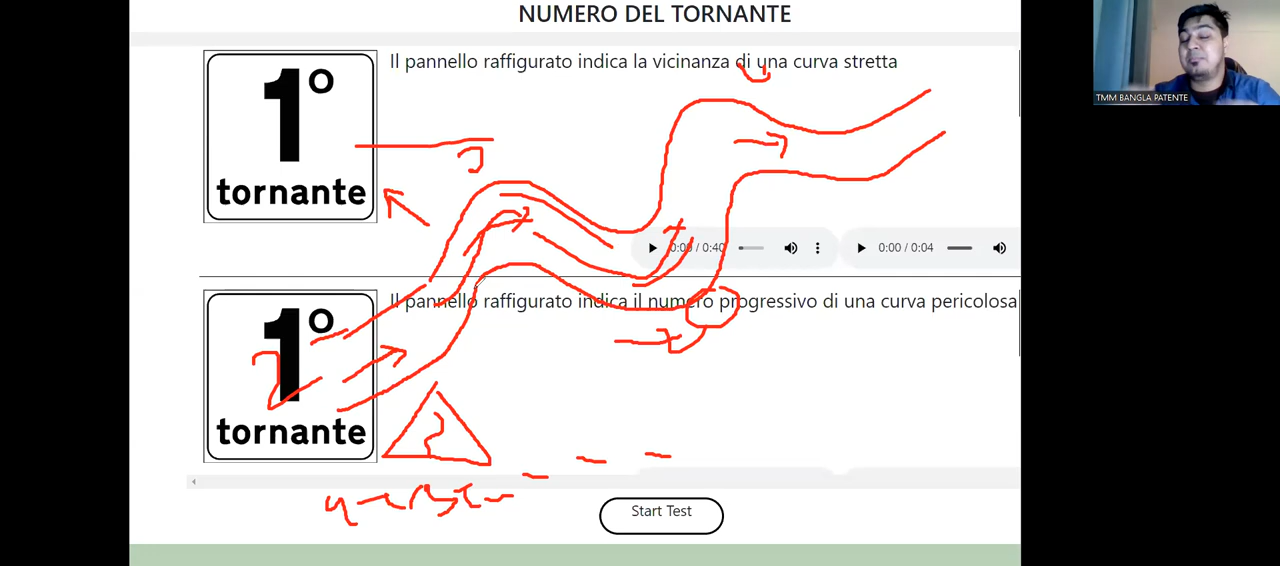 NUMERO DEL TORNANTE
1°
tornante
Il pannello raffigurato indica la vicinanza di una curva stretta
0:00 / 0:40
0:00 / 0:04
1°
tornante
Il pannello raffigurato indica il numero progressivo di una curva pericolosa
2
Start Test
TMM BANGLA PATENTE